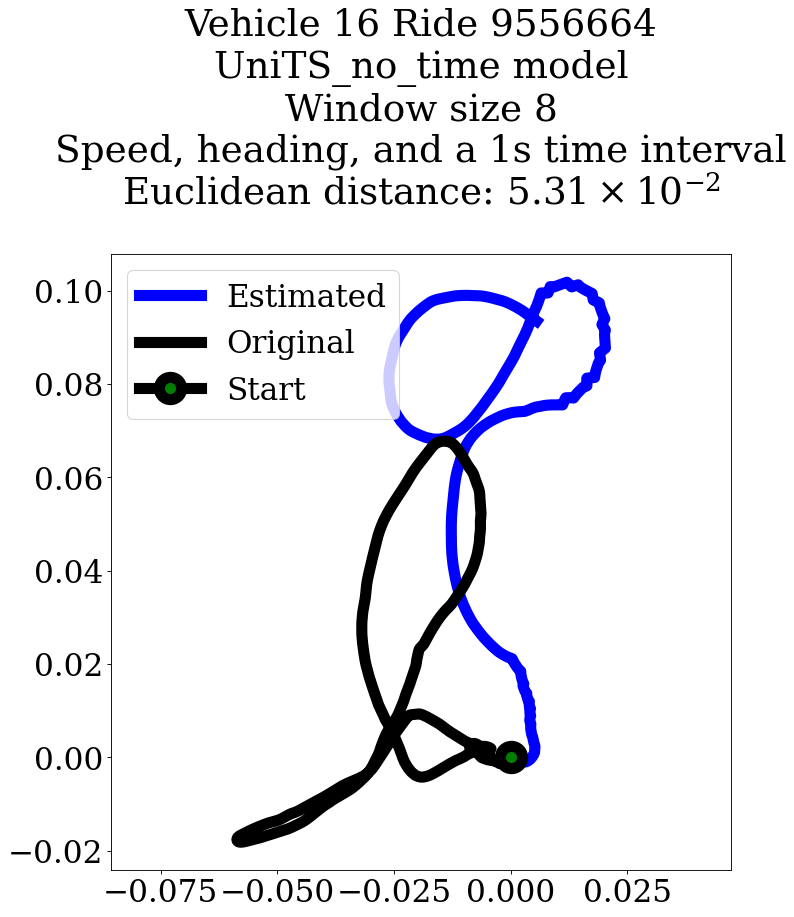 Vehicle 16 Ride 9556664
UniTS_no_time model
Window size 8
Speed, heading, and a 1s time interval
Euclidean distance: 5.31 × 10⁻²
Estimated
Original
Start
0.10
0.08
0.06
0.04
0.02
0.00
−0.02
−0.075 −0.050 −0.025 0.000 0.025